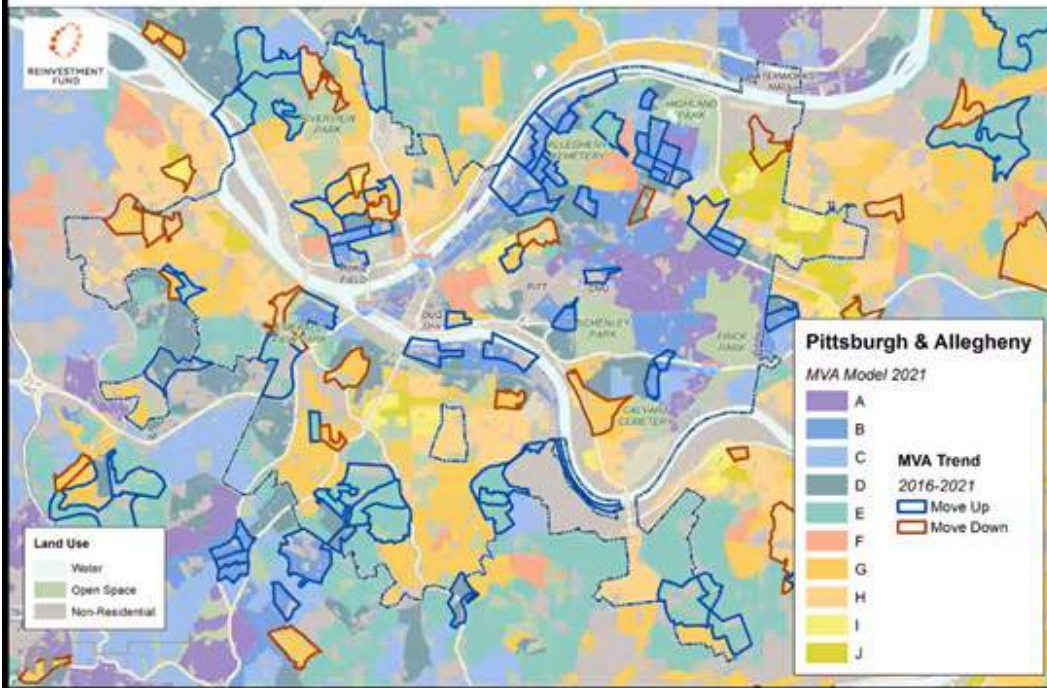 REINVESTMENT
FUND
RIVERVIEW
PARK
ALLEGHENY
CEMETERY
HIGHLAND
PARK
WATERWORKS
MALL
PITT
SCHENLEY
PARK
FRICK
PARK
CALVARY
CEMETERY
Pittsburgh & Allegheny
MVA Model 2021
A
B
C
D
E
F
G
H
I
J
MVA Trend
2016-2021
Move Up
Move Down
Land Use
Water
Open Space
Non-Residential